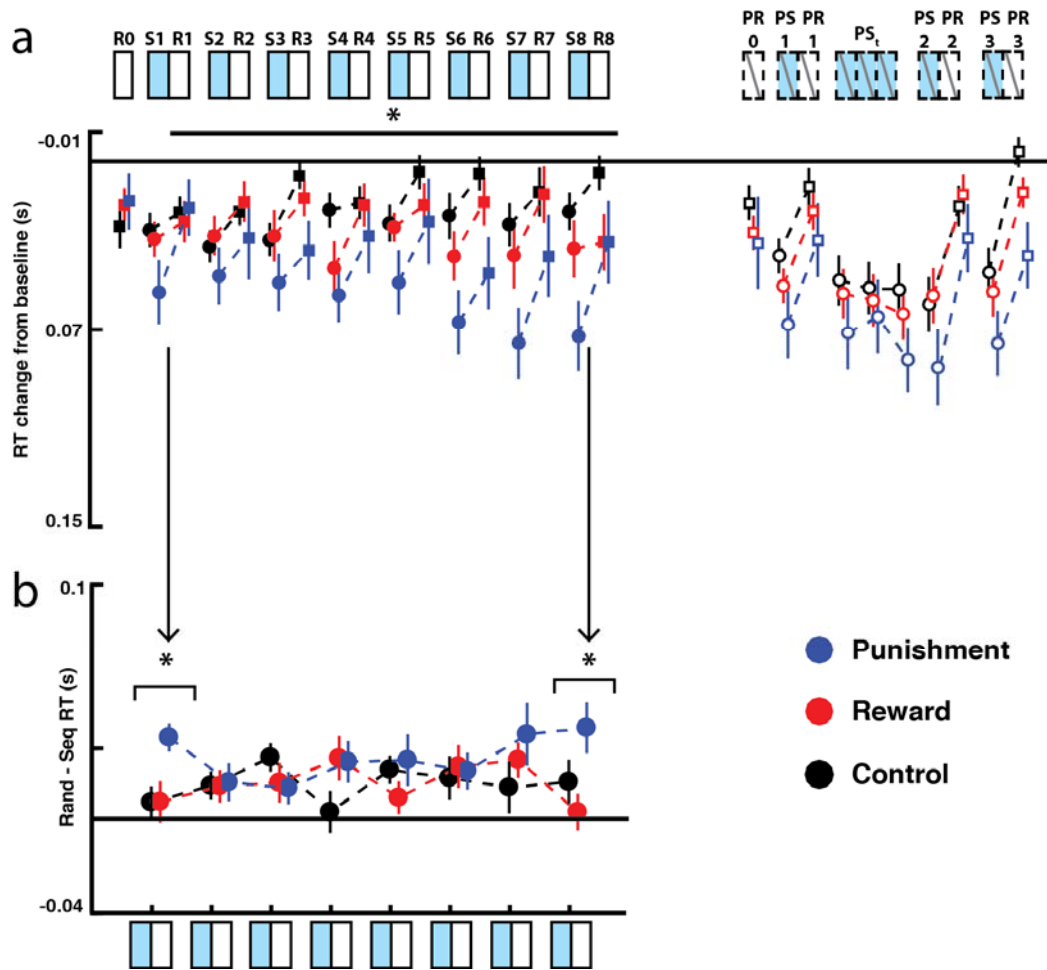 a
R0 S1 R1 S2 R2 S3 R3 S4 R4 S5 R5 S6 R6 S7 R7 S8 R8
PR PS PR PS PR PS PR
0 1 1 PSt 2 2 3 3
*
-0.01
0.07
0.15
RT change from baseline (s)
b
0.1
-0.04
Rand - Seq RT (s)
* *
Punishment
Reward
Control